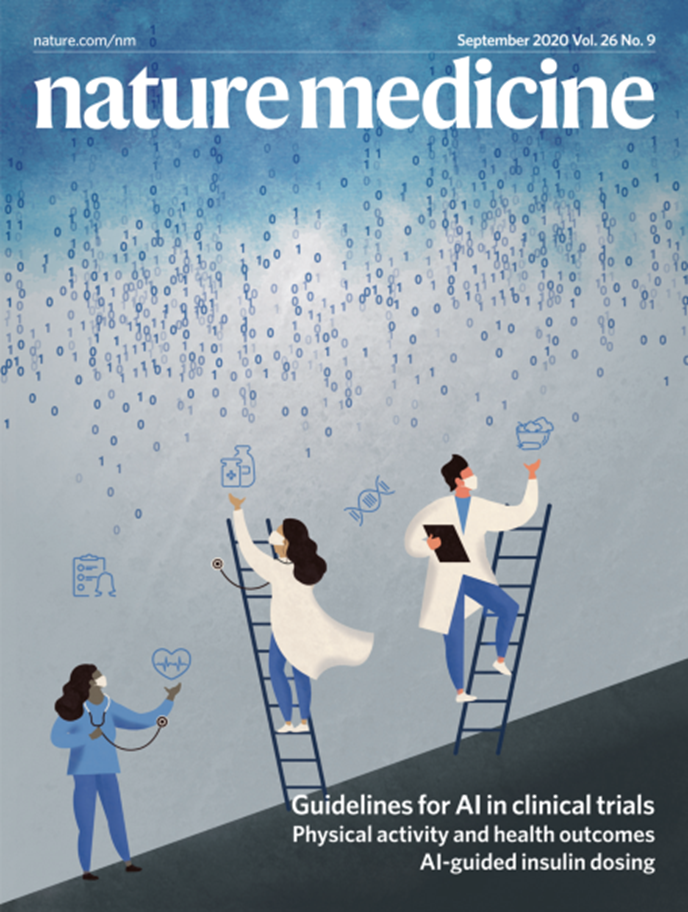 nature.com/nm
September 2020 Vol. 26 No. 9
nature medicine
Guidelines for AI in clinical trials
Physical activity and health outcomes
AI-guided insulin dosing